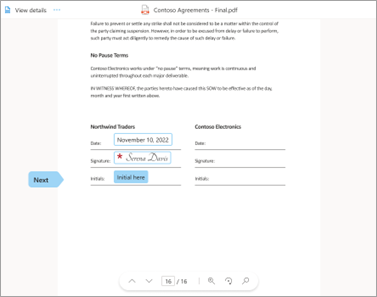 View details
Contoso Agreements - Final.pdf
Failure to prevent or settle any strike shall not be considered to be a matter within the control of
the party claiming suspension. However, in order to be excused from delay or failure to perform,
such party must act diligently to remedy the cause of such delay or failure.
No Pause Terms
Contoso Electronics works under "no pause" terms, meaning work is continuous and
uninterrupted throughout each major deliverable.
IN WITNESS WHEREOF, the parties hereto have caused this SOW to be effective as of the day,
month and year first written above.
Northwind Traders Contoso Electronics
Date: November 10, 2022 Date:
Signature: * Serena Davis Signature:
Next
Initials: Initial here Initials:
16 / 16